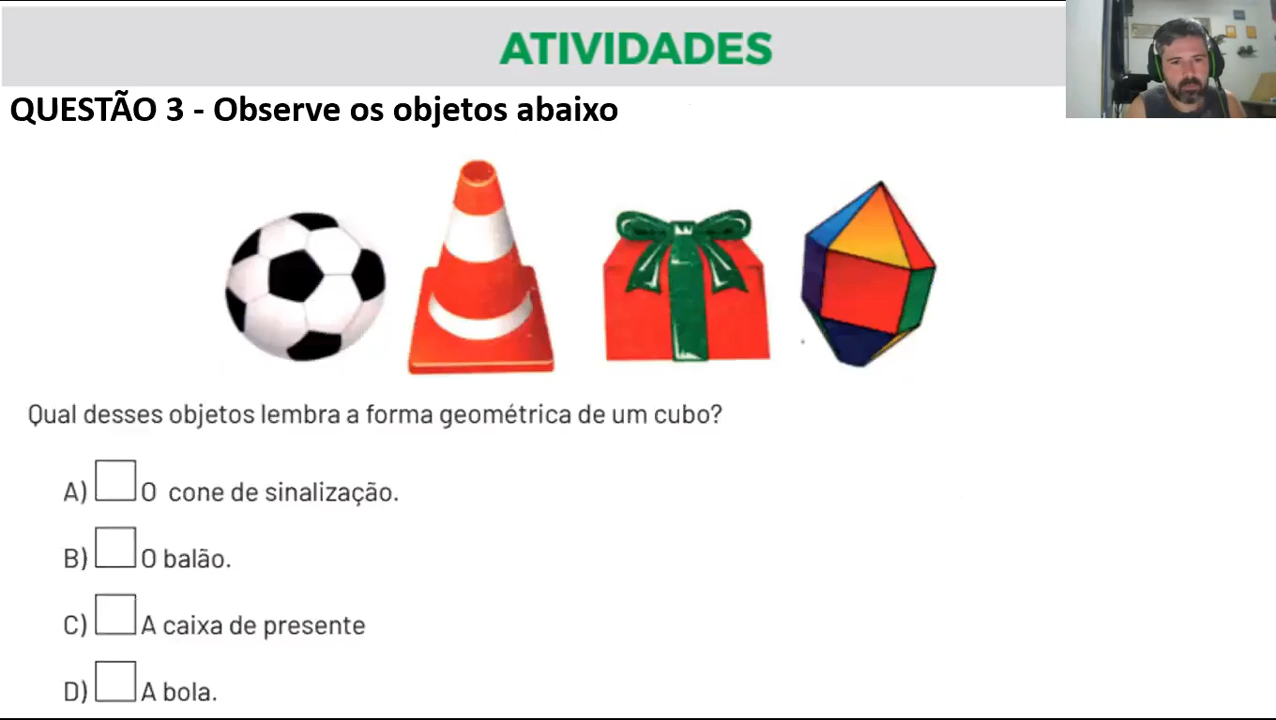 ATIVIDADES
QUESTÃO 3 - Observe os objetos abaixo
Qual desses objetos lembra a forma geométrica de um cubo?
A) O cone de sinalização.
B) O balão.
C) A caixa de presente
D) A bola.